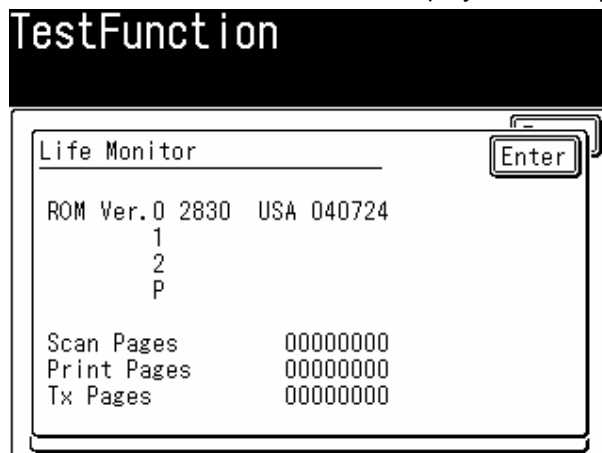 TestFunction
Life Monitor
Enter
ROM Ver.0 2830 USA 040724
1
2
P
Scan Pages 00000000
Print Pages 00000000
Tx Pages 00000000